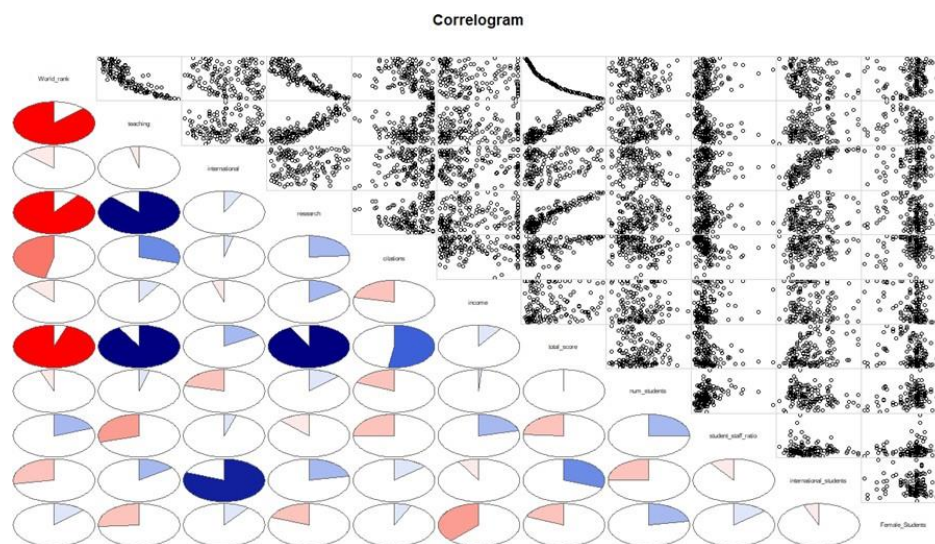 Correlogram
World_rank
teaching
international
research
citations
income
total_score
num_students
student_staff_ratio
international_students
Female_Students